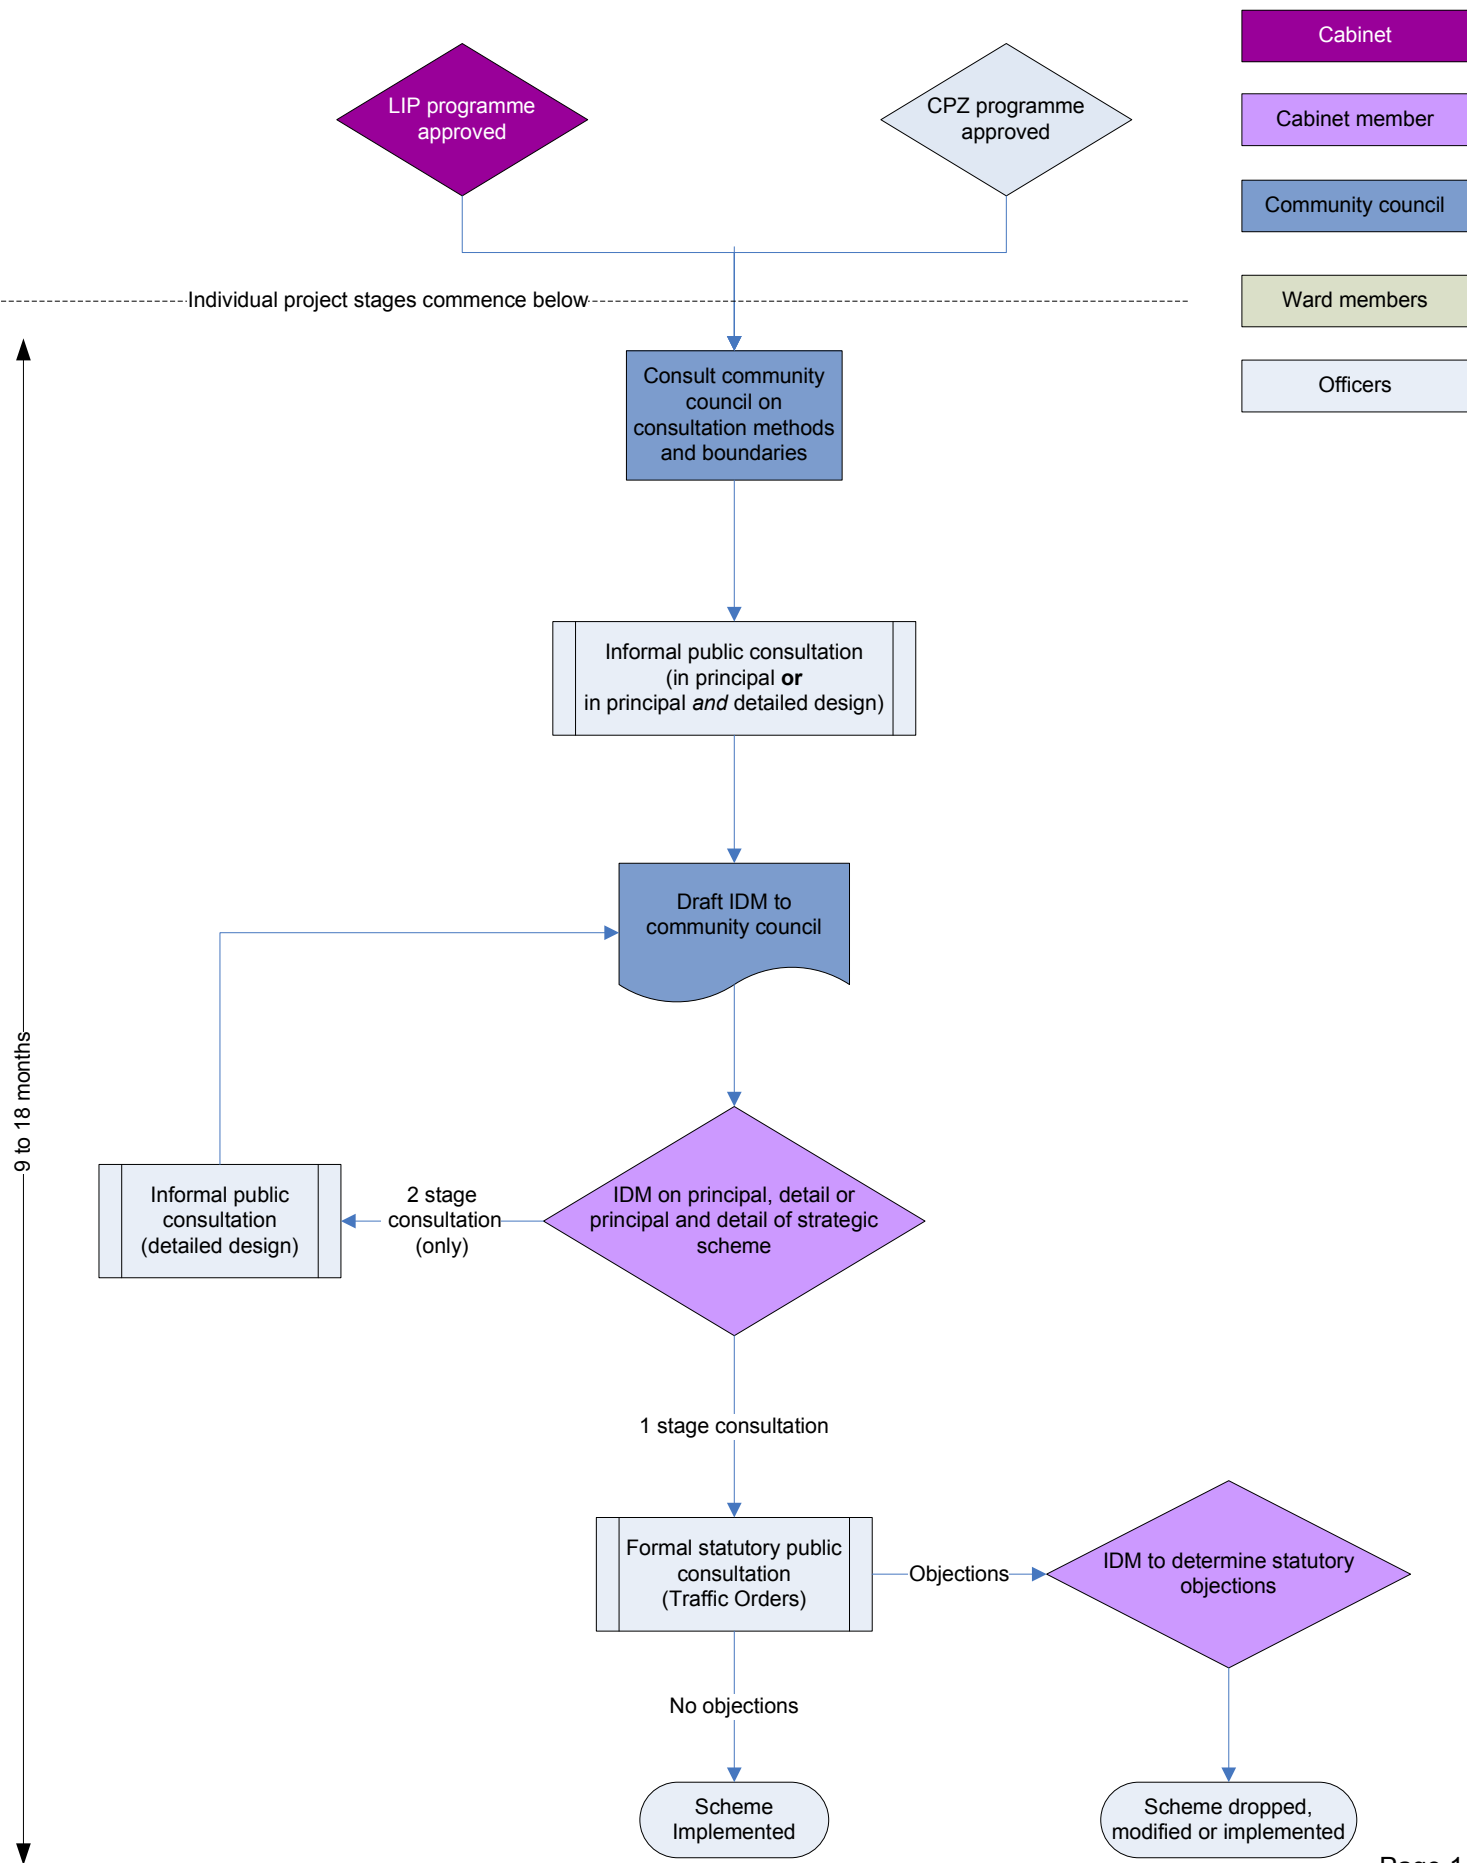 Cabinet
LIP programme
approved
CPZ programme
approved
Cabinet member
Community council
Individual project stages commence below
Ward members
Officers
Consult community
council on
consultation methods
and boundaries
Informal public consultation
(in principal or
in principal and detailed design)
Draft IDM to
community council
9 to 18 months
Informal public
consultation
(detailed design)
2 stage
consultation
(only)
IDM on principal, detail or
principal and detail of strategic
scheme
1 stage consultation
Formal statutory public
consultation
(Traffic Orders)
Objections
IDM to determine statutory
objections
No objections
Scheme
Implemented
Scheme dropped,
modified or implemented
Page 1